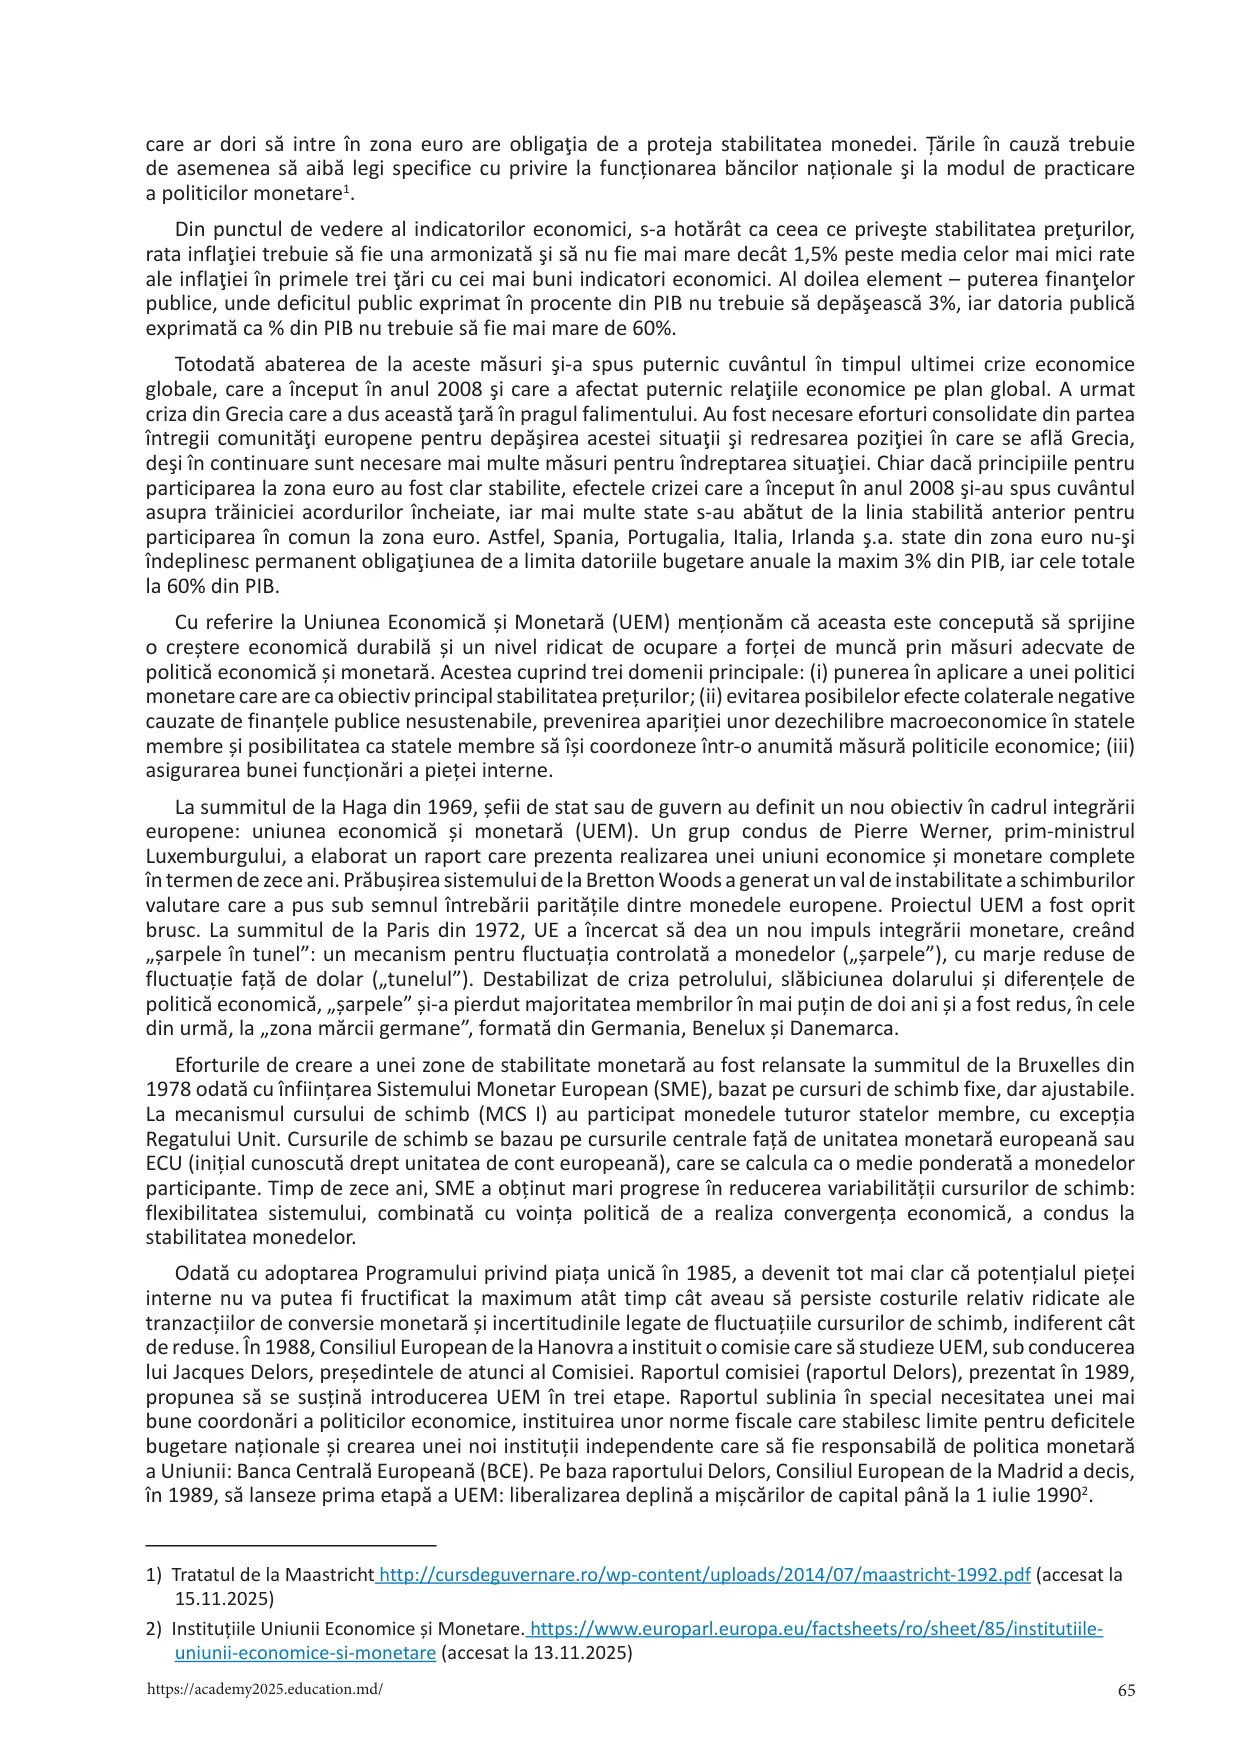 care ar dori să intre în zona euro are obligaţia de a proteja stabilitatea monedei. Țările în cauză trebuie
de asemenea să aibă legi specifice cu privire la funcționarea băncilor naționale şi la modul de practicare
a politicilor monetare1.
Din punctul de vedere al indicatorilor economici, s-a hotărât ca ceea ce priveşte stabilitatea preţurilor,
rata inflaţiei trebuie să fie una armonizată şi să nu fie mai mare decât 1,5% peste media celor mai mici rate
ale inflaţiei în primele trei ţări cu cei mai buni indicatori economici. Al doilea element – puterea finanţelor
publice, unde deficitul public exprimat în procente din PIB nu trebuie să depăşească 3%, iar datoria publică
exprimată ca % din PIB nu trebuie să fie mai mare de 60%.
Totodată abaterea de la aceste măsuri şi-a spus puternic cuvântul în timpul ultimei crize economice
globale, care a început în anul 2008 şi care a afectat puternic relaţiile economice pe plan global. A urmat
criza din Grecia care a dus această ţară în pragul falimentului. Au fost necesare eforturi consolidate din partea
întregii comunităţi europene pentru depăşirea acestei situaţii şi redresarea poziţiei în care se află Grecia,
deşi în continuare sunt necesare mai multe măsuri pentru îndreptarea situaţiei. Chiar dacă principiile pentru
participarea la zona euro au fost clar stabilite, efectele crizei care a început în anul 2008 şi-au spus cuvântul
asupra trăiniciei acordurilor încheiate, iar mai multe state s-au abătut de la linia stabilită anterior pentru
participarea în comun la zona euro. Astfel, Spania, Portugalia, Italia, Irlanda ş.a. state din zona euro nu-şi
îndeplinesc permanent obligaţiunea de a limita datoriile bugetare anuale la maxim 3% din PIB, iar cele totale
la 60% din PIB.
Cu referire la Uniunea Economică și Monetară (UEM) menționăm că aceasta este concepută să sprijine
o creștere economică durabilă și un nivel ridicat de ocupare a forței de muncă prin măsuri adecvate de
politică economică și monetară. Acestea cuprind trei domenii principale: (i) punerea în aplicare a unei politici
monetare care are ca obiectiv principal stabilitatea prețurilor; (ii) evitarea posibilelor efecte colaterale negative
cauzate de finanțele publice nesustenabile, prevenirea apariției unor dezechilibre macroeconomice în statele
membre și posibilitatea ca statele membre să își coordoneze într-o anumită măsură politicile economice; (iii)
asigurarea bunei funcționări a pieței interne.
La summitul de la Haga din 1969, șefii de stat sau de guvern au definit un nou obiectiv în cadrul integrării
europene: uniunea economică și monetară (UEM). Un grup condus de Pierre Werner, prim-ministrul
Luxemburgului, a elaborat un raport care prezenta realizarea unei uniuni economice și monetare complete
în termen de zece ani. Prăbușirea sistemului de la Bretton Woods a generat un val de instabilitate a schimburilor
valutare care a pus sub semnul întrebării paritățile dintre monedele europene. Proiectul UEM a fost oprit
brusc. La summitul de la Paris din 1972, UE a încercat să dea un nou impuls integrării monetare, creând
„șarpele în tunel”: un mecanism pentru fluctuația controlată a monedelor („șarpele”), cu marje reduse de
fluctuație față de dolar („tunelul”). Destabilizat de criza petrolului, slăbiciunea dolarului și diferențele de
politică economică, „șarpele” și-a pierdut majoritatea membrilor în mai puțin de doi ani și a fost redus, în cele
din urmă, la „zona mărcii germane”, formată din Germania, Benelux și Danemarca.
Eforturile de creare a unei zone de stabilitate monetară au fost relansate la summitul de la Bruxelles din
1978 odată cu înființarea Sistemului Monetar European (SME), bazat pe cursuri de schimb fixe, dar ajustabile.
La mecanismul cursului de schimb (MCS I) au participat monedele tuturor statelor membre, cu excepția
Regatului Unit. Cursurile de schimb se bazau pe cursurile centrale față de unitatea monetară europeană sau
ECU (inițial cunoscută drept unitatea de cont europeană), care se calcula ca o medie ponderată a monedelor
participante. Timp de zece ani, SME a obținut mari progrese în reducerea variabilității cursurilor de schimb:
flexibilitatea sistemului, combinată cu voința politică de a realiza convergența economică, a condus la
stabilitatea monedelor.
Odată cu adoptarea Programului privind piața unică în 1985, a devenit tot mai clar că potențialul pieței
interne nu va putea fi fructificat la maximum atât timp cât aveau să persiste costurile relativ ridicate ale
tranzacțiilor de conversie monetară și incertitudinile legate de fluctuațiile cursurilor de schimb, indiferent cât
de reduse. În 1988, Consiliul European de la Hanovra a instituit o comisie care să studieze UEM, sub conducerea
lui Jacques Delors, președintele de atunci al Comisiei. Raportul comisiei (raportul Delors), prezentat în 1989,
propunea să se susțină introducerea UEM în trei etape. Raportul sublinia în special necesitatea unei mai
bune coordonări a politicilor economice, instituirea unor norme fiscale care stabilesc limite pentru deficitele
bugetare naționale și crearea unei noi instituții independente care să fie responsabilă de politica monetară
a Uniunii: Banca Centrală Europeană (BCE). Pe baza raportului Delors, Consiliul European de la Madrid a decis,
în 1989, să lanseze prima etapă a UEM: liberalizarea deplină a mișcărilor de capital până la 1 iulie 19902.
1) Tratatul de la Maastricht http://cursdeguvernare.ro/wp-content/uploads/2014/07/maastricht-1992.pdf (accesat la
15.11.2025)
2) Instituțiile Uniunii Economice și Monetare. https://www.europarl.europa.eu/factsheets/ro/sheet/85/institutiile-
uniunii-economice-si-monetare (accesat la 13.11.2025)
https://academy2025.education.md/ 65